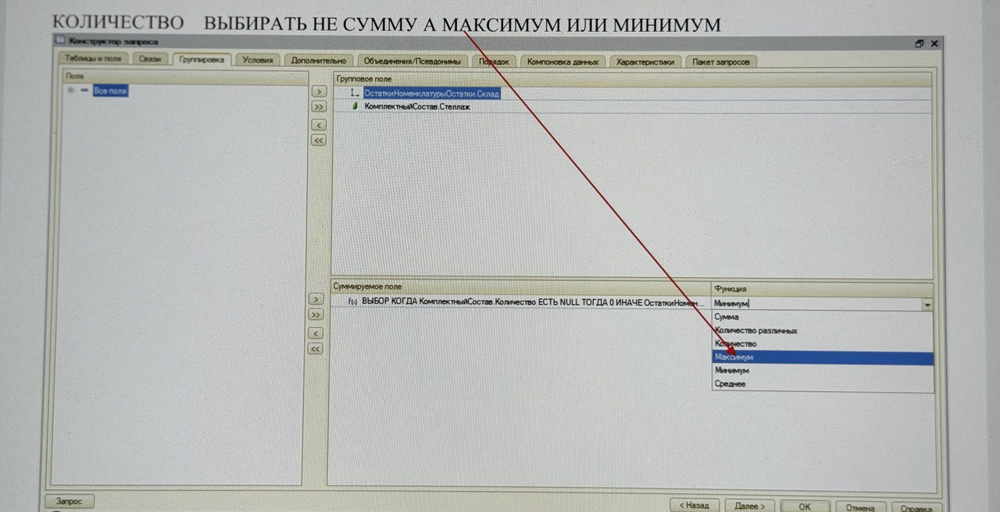 КОЛИЧЕСТВО ВЫБИРАТЬ НЕ СУММУ А МАКСИМУМ ИЛИ МИНИМУМ
Конструктор запроса
Таблицы и поля Связи Группировка Условия Дополнительно Объединения/Псевдонимы Порядок Компоновка данных Характеристики Пакет запросов
Поля
Все поля
Групповое поле
ОстаткиНоменклатурыОстатки.Склад
КомплектныйСостав.Стеллаж
Суммируемое поле Функция
ВЫБОР КОГДА КомплектныйСостав.Количество ЕСТЬ NULL ТОГДА 0 ИНАЧЕ ОстаткиНомен... Минимум
Сумма
Количество различных
Количество
Максимум
Минимум
Среднее
Запрос < Назад Далее > OK Отмена Справка